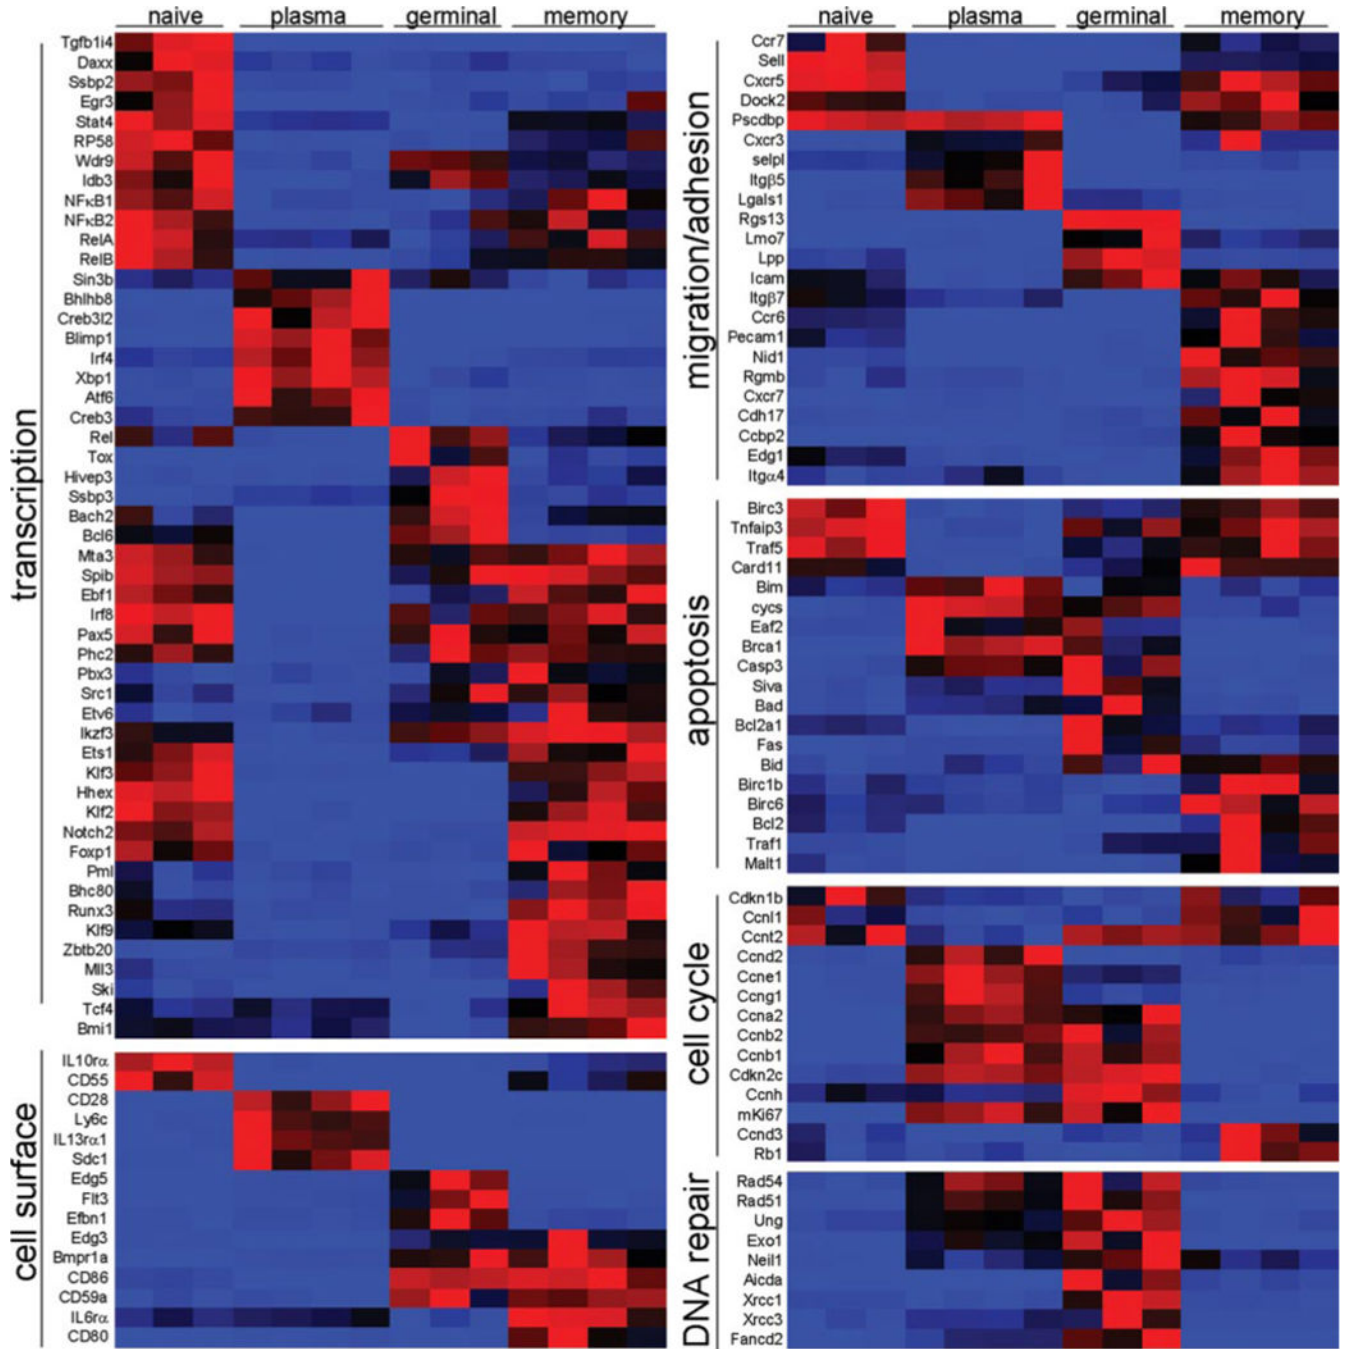 naive plasma germinal memory
transcription
Tgfb1i4
Daxx
Ssbp2
Egr3
Stat4
RP58
Wdr9
Idb3
NFκB1
NFκB2
RelA
RelB
Sin3b
Bhlhb8
Creb3l2
Blimp1
Irf4
Xbp1
Atf6
Creb3
Rel
Tox
Hivep3
Ssbp3
Bach2
Bcl6
Mta3
Spib
Ebf1
Irf8
Pax5
Phc2
Pbx3
Src1
Etv6
Ikzf3
Ets1
Klf3
Hhex
Klf2
Notch2
Foxp1
Pml
Bhc80
Runx3
Klf9
Zbtb20
Mll3
Ski
Tcf4
Bmi1
cell surface
IL10rα
CD55
CD28
Ly6c
IL13rα1
Sdc1
Edg5
Flt3
Efbn1
Edg3
Bmpr1a
CD86
CD59a
IL6rα
CD80
naive plasma germinal memory
migration/adhesion
Ccr7
Sell
Cxcr5
Dock2
Pscdbp
Cxcr3
selpl
Itgβ5
Lgals1
Rgs13
Lmo7
Lpp
Icam
Itgβ7
Ccr6
Pecam1
Nid1
Rgmb
Cxcr7
Cdh17
Ccbp2
Edg1
Itgα4
apoptosis
Birc3
Tnfaip3
Traf5
Card11
Bim
cycs
Eaf2
Brca1
Casp3
Siva
Bad
Bcl2a1
Fas
Bid
Birc1b
Birc6
Bcl2
Traf1
Malt1
cell cycle
Cdkn1b
Ccnl1
Ccnt2
Ccnd2
Ccne1
Ccng1
Ccna2
Ccnb2
Ccnb1
Cdkn2c
Ccnh
mKi67
Ccnd3
Rb1
DNA repair
Rad54
Rad51
Ung
Exo1
Neil1
Aicda
Xrcc1
Xrcc3
Fancd2